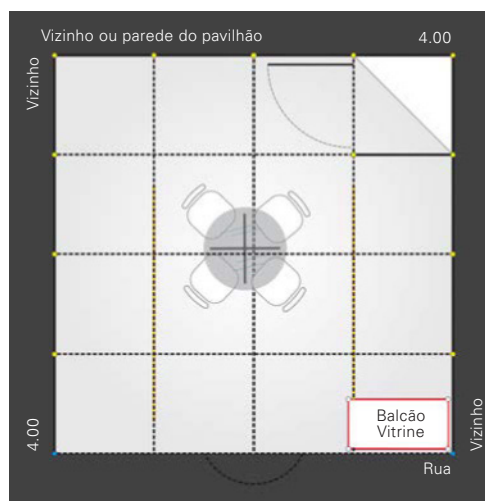 Vizinho ou parede do pavilhão
4.00
Vizinho
Balcão
Vitrine
4.00
Vizinho
Rua